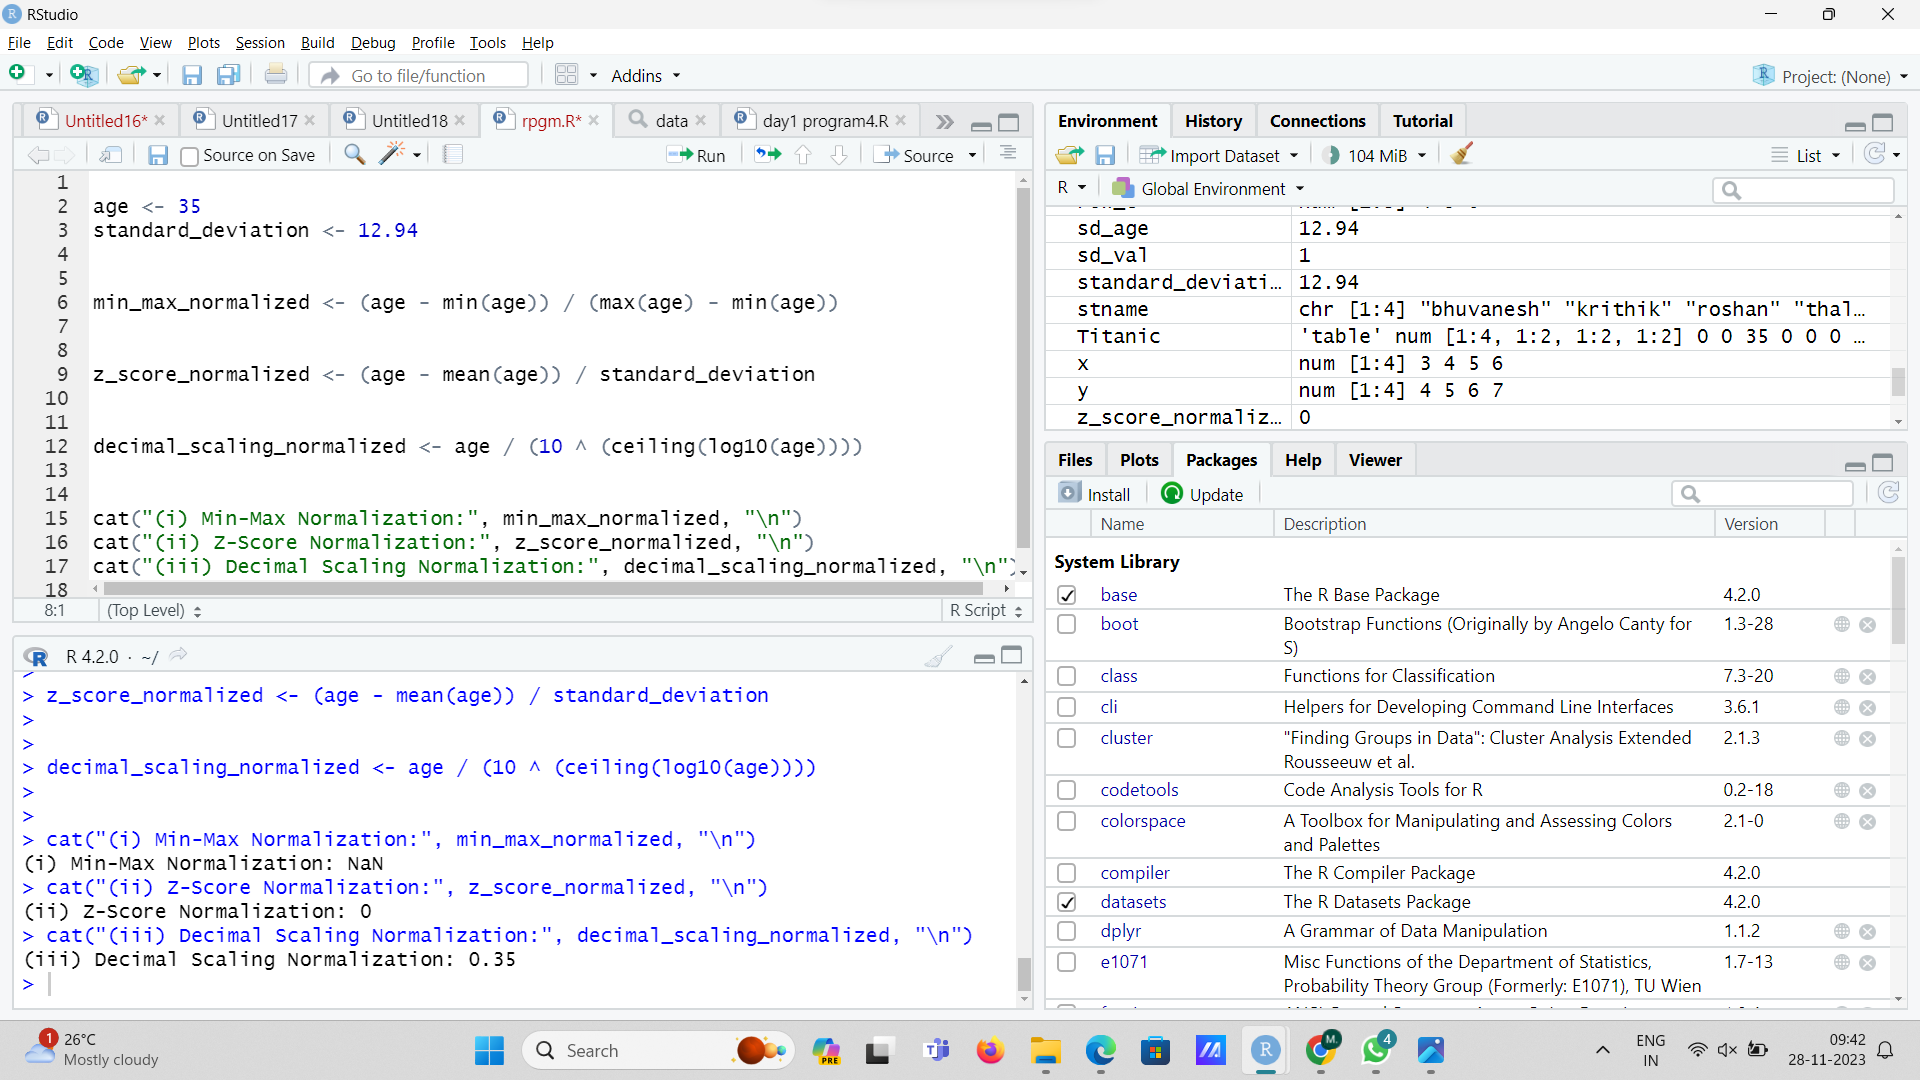 RStudio
File Edit Code View Plots Session Build Debug Profile Tools Help
Go to file/function Addins Project: (None)
Untitled16* Untitled17 Untitled18 rpgm.R* data day1 program4.R
Source on Save Run Source
1
2 age <- 35
3 standard_deviation <- 12.94
4
5
6 min_max_normalized <- (age - min(age)) / (max(age) - min(age))
7
8
9 z_score_normalized <- (age - mean(age)) / standard_deviation
10
11
12 decimal_scaling_normalized <- age / (10 ^ (ceiling(log10(age))))
13
14
15 cat("(i) Min-Max Normalization:", min_max_normalized, "\n")
16 cat("(ii) Z-Score Normalization:", z_score_normalized, "\n")
17 cat("(iii) Decimal Scaling Normalization:", decimal_scaling_normalized, "\n")
18
8:1 (Top Level) R Script
R 4.2.0 · ~/
> z_score_normalized <- (age - mean(age)) / standard_deviation
>
>
> decimal_scaling_normalized <- age / (10 ^ (ceiling(log10(age))))
>
>
> cat("(i) Min-Max Normalization:", min_max_normalized, "\n")
(i) Min-Max Normalization: NaN
> cat("(ii) Z-Score Normalization:", z_score_normalized, "\n")
(ii) Z-Score Normalization: 0
> cat("(iii) Decimal Scaling Normalization:", decimal_scaling_normalized, "\n")
(iii) Decimal Scaling Normalization: 0.35
>
Environment History Connections Tutorial
Import Dataset 104 MiB List
R Global Environment
sd_age 12.94
sd_val 1
standard_deviati… 12.94
stname chr [1:4] "bhuvanesh" "krithik" "roshan" "thal…
Titanic 'table' num [1:4, 1:2, 1:2, 1:2] 0 0 35 0 0 0 …
x num [1:4] 3 4 5 6
y num [1:4] 4 5 6 7
z_score_normaliz… 0
Files Plots Packages Help Viewer
Install Update
Name Description Version
System Library
base The R Base Package 4.2.0
boot Bootstrap Functions (Originally by Angelo Canty for 1.3-28
S)
class Functions for Classification 7.3-20
cli Helpers for Developing Command Line Interfaces 3.6.1
cluster "Finding Groups in Data": Cluster Analysis Extended 2.1.3
Rousseeuw et al.
codetools Code Analysis Tools for R 0.2-18
colorspace A Toolbox for Manipulating and Assessing Colors 2.1-0
and Palettes
compiler The R Compiler Package 4.2.0
datasets The R Datasets Package 4.2.0
dplyr A Grammar of Data Manipulation 1.1.2
e1071 Misc Functions of the Department of Statistics, 1.7-13
Probability Theory Group (Formerly: E1071), TU Wien
1 26°C
Mostly cloudy
Search
PRE
M.
4
ENG
IN
09:42
28-11-2023